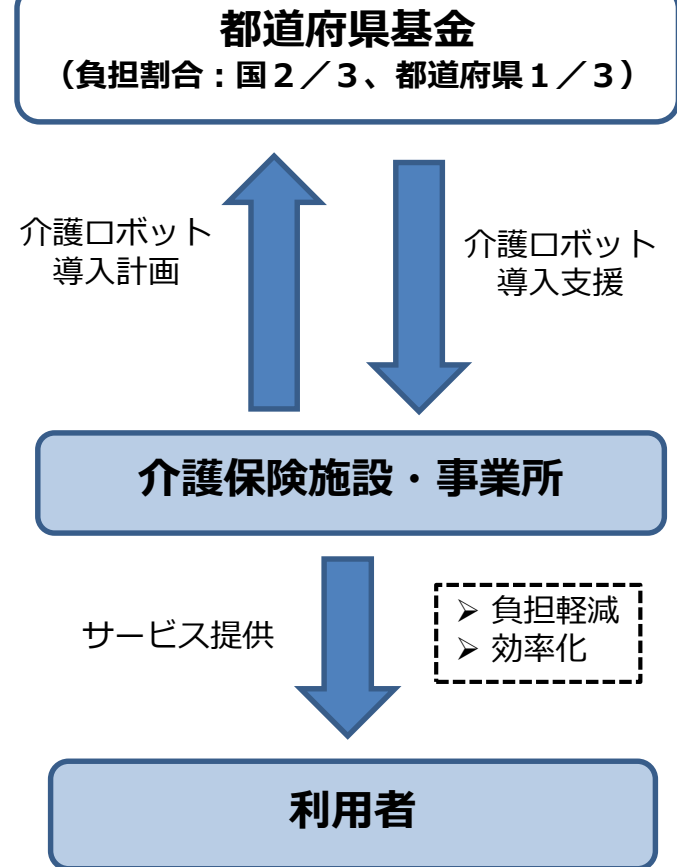 都道府県基金
(負担割合:国2/3、都道府県1/3)
介護ロボット
導入計画
介護ロボット
導入支援
介護保険施設・事業所
サービス提供
➢ 負担軽減
➢ 効率化
利用者